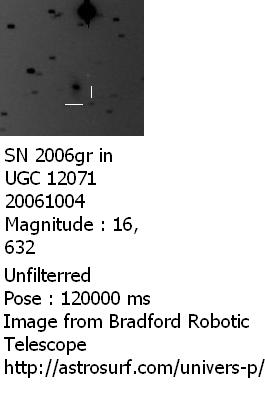 SN 2006gr in
UGC 12071
20061004
Magnitude : 16,
632
Unfilterred
Pose : 120000 ms
Image from Bradford Robotic
Telescope
http://astrosurf.com/univers-p/